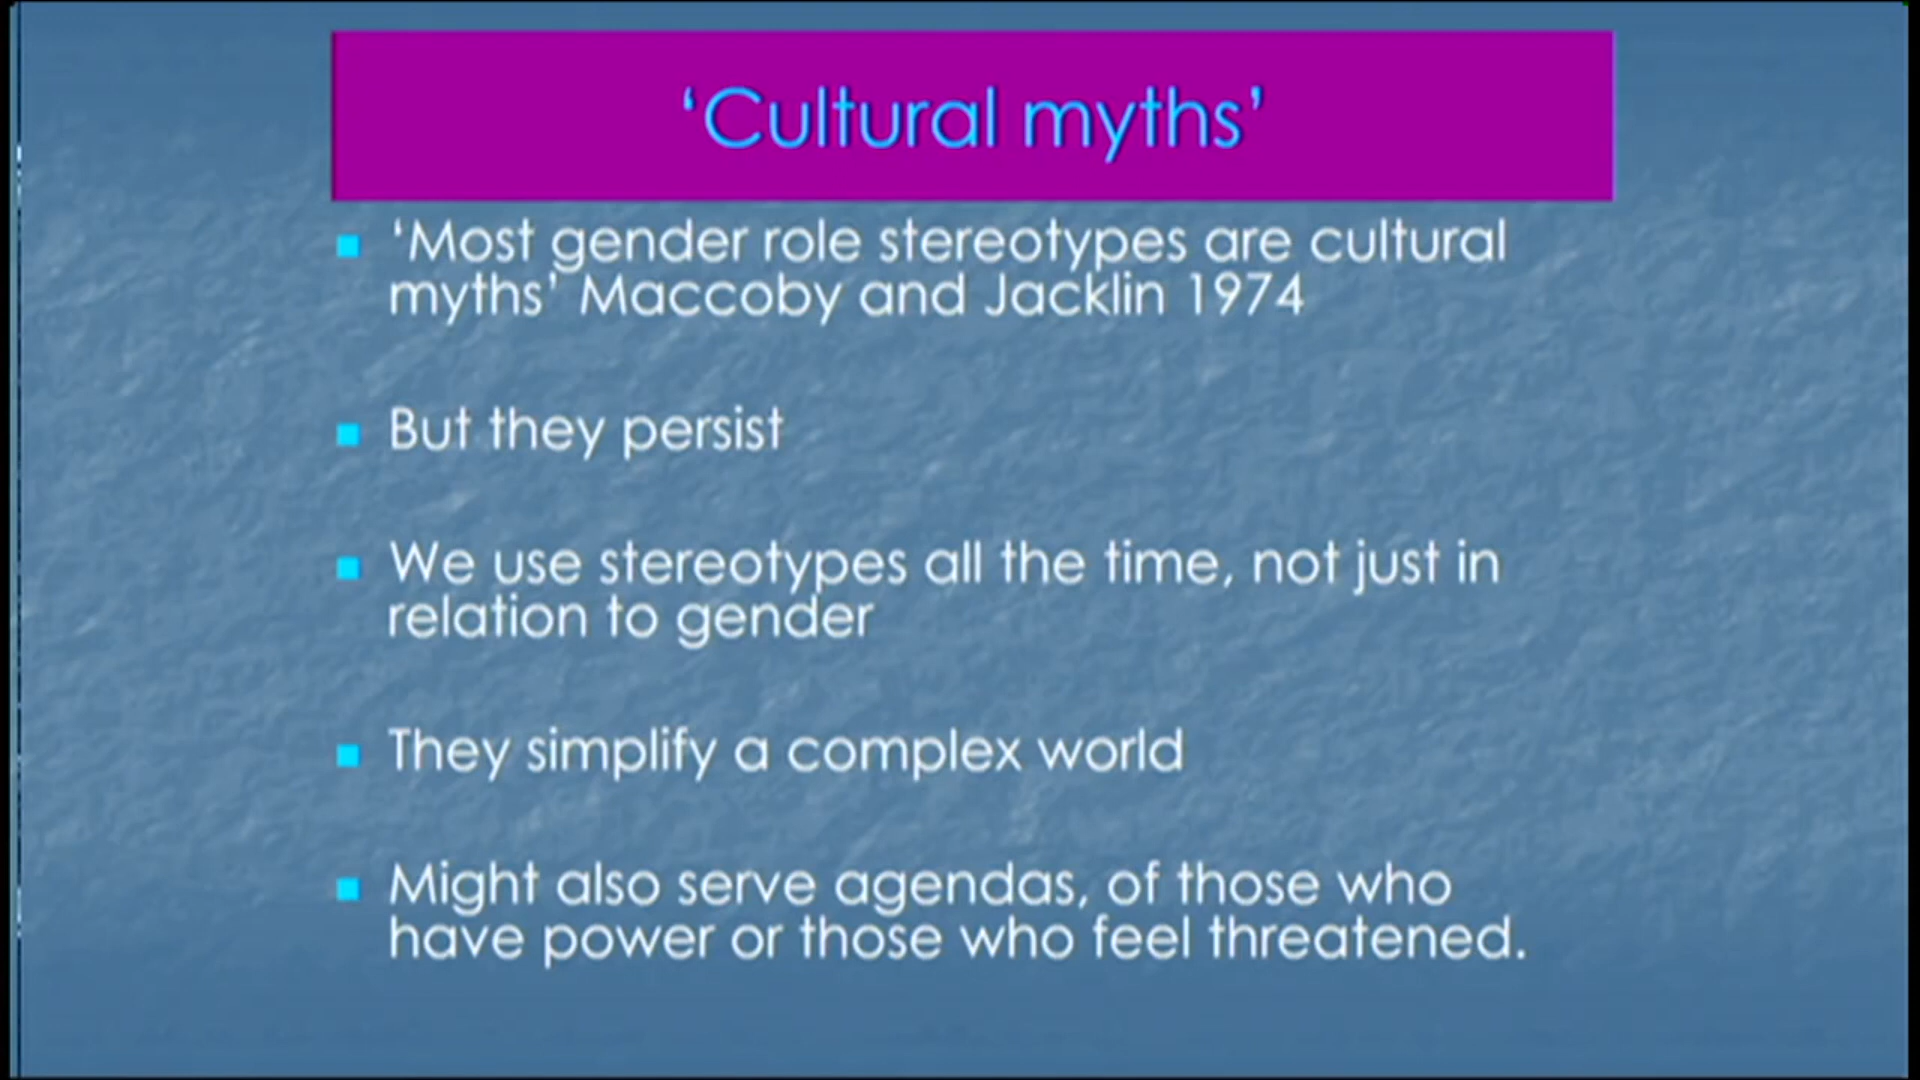 ‘Cultural myths’
‘Most gender role stereotypes are cultural
myths’ Maccoby and Jacklin 1974
But they persist
We use stereotypes all the time, not just in
relation to gender
They simplify a complex world
Might also serve agendas, of those who
have power or those who feel threatened.